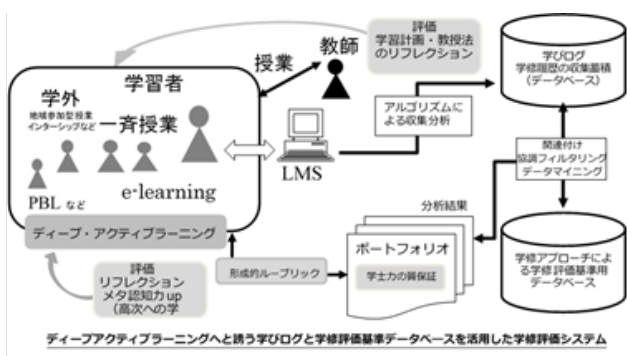 評価
学習計画・教授法
のリフレクション
教師
授業
学習者
学外
地域参加型授業
インターンシップなど
一斉授業
PBL など
e-learning
ディープ・アクティブラーニング
LMS
アルゴリズムに
よる収集分析
学びログ
学修履歴の収集蓄積
(データベース)
関連付け
協調フィルタリング
データマイニング
分析結果
ポートフォリオ
学士力の質保証
形成的ルーブリック
学修アプローチによ
る学修評価基準用
データベース
評価
リフレクション
メタ認知力up
(高次への学
ディープアクティブラーニングへと誘う学びログと学修評価基準データベースを活用した学修評価システム